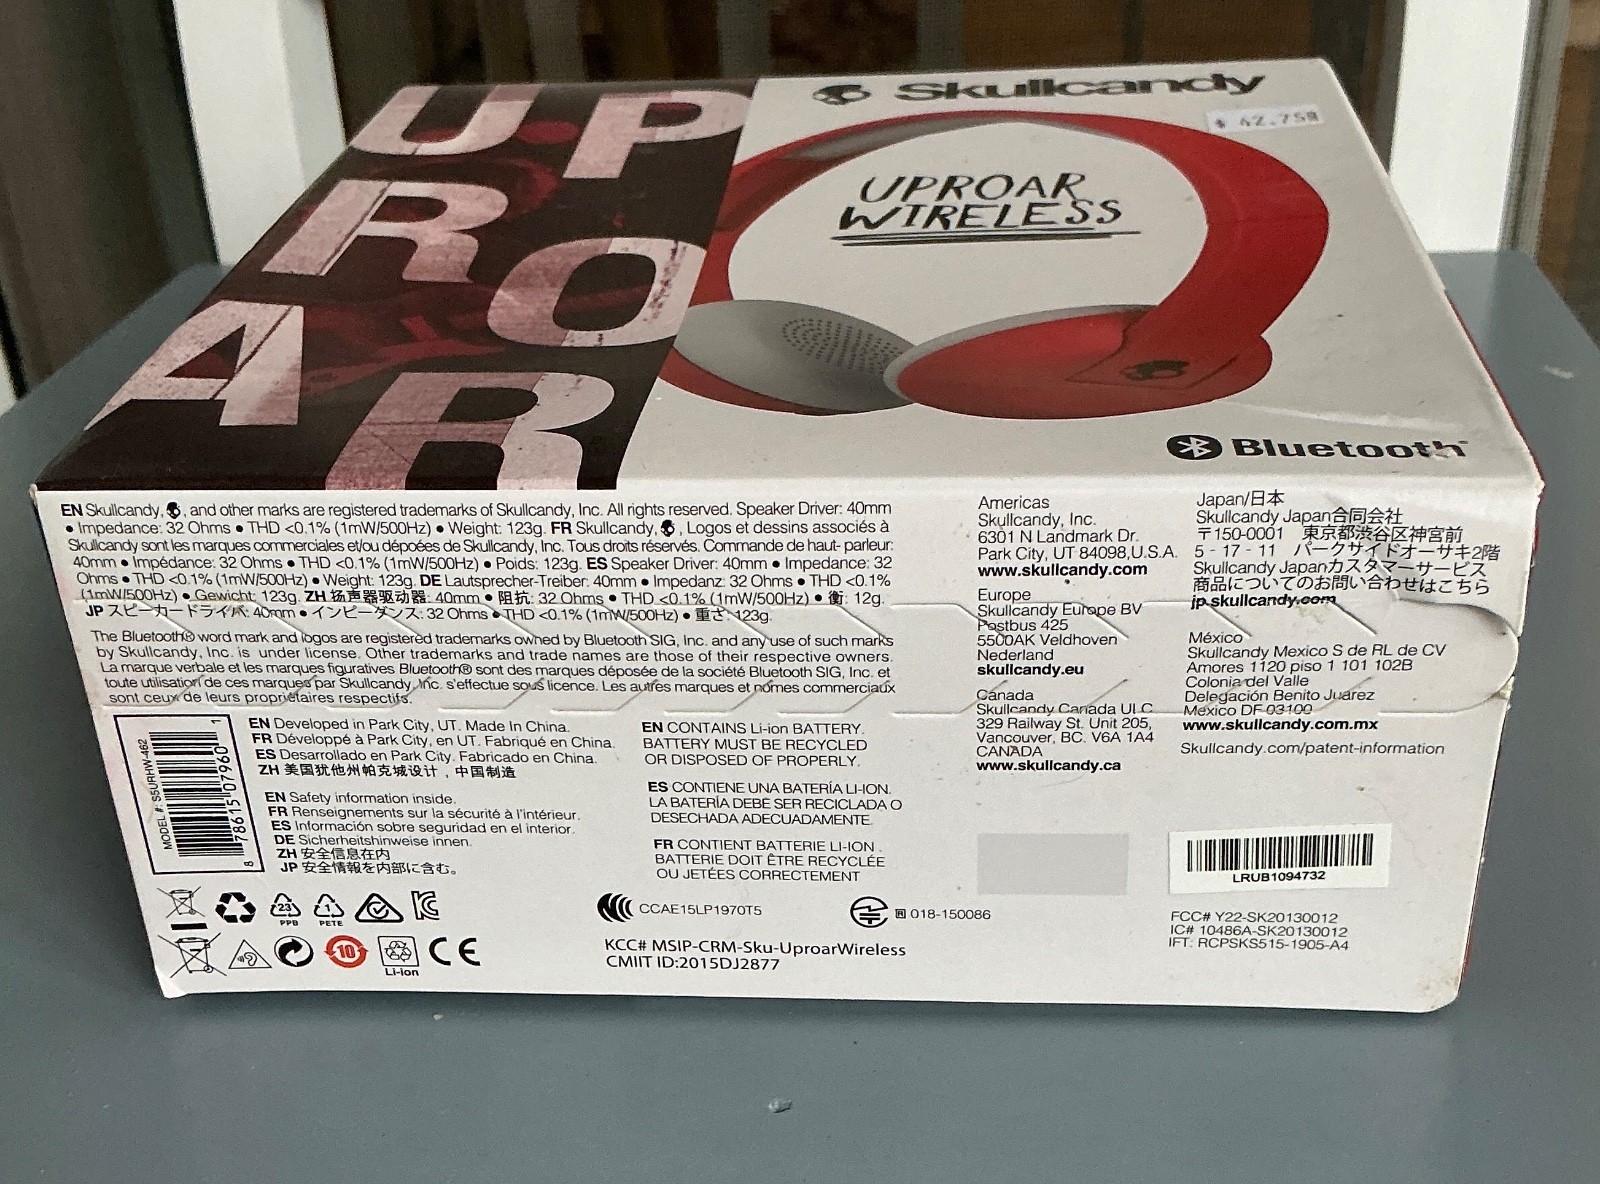 UP
RO
AR
Skullcandy
$ 42.750
UPROAR
WIRELESS
Bluetooth
EN Skullcandy, , and other marks are registered trademarks of Skullcandy, Inc. All rights reserved. Speaker Driver: 40mm
• Impedance: 32 Ohms • THD <0.1% (1mW/500Hz) • Weight: 123g. FR Skullcandy, , Logos et dessins associés à
Skullcandy sont les marques commerciales et/ou dépóees de Skullcandy, Inc. Tous droits réservés. Commande de haut- parleur:
40mm • Impédance: 32 Ohms • THD <0.1% (1mW/500Hz) • Poids: 123g. ES Speaker Driver: 40mm • Impedance: 32
Ohms • THD <0.1% (1mW/500Hz) • Weight: 123g. DE Lautsprecher-Treiber: 40mm • Impedanz: 32 Ohms • THD <0.1%
(1mW/500Hz) • Gewicht: 123g. ZH 扬声器驱动器: 40mm • 阻抗: 32 Ohms • THD <0.1% (1mW/500Hz) • 衡: 12g.
JP スピーカードライバ: 40mm • インピーダンス: 32 Ohms • THD <0.1% (1mW/500Hz) • 重さ: 123g.
The Bluetooth® word mark and logos are registered trademarks owned by Bluetooth SIG, Inc. and any use of such marks
by Skullcandy, Inc. is under license. Other trademarks and trade names are those of their respective owners.
La marque verbale et les marques figuratives Bluetooth® sont des marques déposée de la société Bluetooth SIG, Inc. et
toute utilisation de ces marques par Skullcandy, Inc. s'effectue sous licence. Les autres marques et nomes commerciaux
sont ceux de leurs propriétaires respectifs.
MODEL #: S5URHW-462
8 78615 07960 1
EN Developed in Park City, UT. Made In China.
FR Développé à Park City, en UT. Fabriqué en China.
ES Desarrollado en Park City. Fabricado en China.
ZH 美国犹他州帕克城设计，中国制造
EN Safety information inside.
FR Renseignements sur la sécurité à l'intérieur.
ES Información sobre seguridad en el interior.
DE Sicherheitshinweise innen.
ZH 安全信息在内
JP 安全情報を内部に含む。
EN CONTAINS Li-ion BATTERY.
BATTERY MUST BE RECYCLED
OR DISPOSED OF PROPERLY.
ES CONTIENE UNA BATERÍA LI-ION.
LA BATERÍA DEBE SER RECICLADA O
DESECHADA ADECUADAMENTE.
FR CONTIENT BATTERIE LI-ION .
BATTERIE DOIT ÊTRE RECYCLÉE
OU JETÉES CORRECTEMENT
Americas
Skullcandy, Inc.
6301 N Landmark Dr.
Park City, UT 84098,U.S.A.
www.skullcandy.com
Europe
Skullcandy Europe BV
Postbus 425
5500AK Veldhoven
Nederland
skullcandy.eu
Canada
Skullcandy Canada ULC
329 Railway St. Unit 205,
Vancouver, BC. V6A 1A4
CANADA
www.skullcandy.ca
Japan/日本
Skullcandy Japan合同会社
〒150-0001 東京都渋谷区神宮前
5 - 17 - 11 パークサイドオーサキ2階
Skullcandy Japanカスタマーサービス
商品についてのお問い合わせはこちら
jp.skullcandy.com
México
Skullcandy Mexico S de RL de CV
Amores 1120 piso 1 101 102B
Colonia del Valle
Delegación Benito Juárez
México DF 03100
www.skullcandy.com.mx
Skullcandy.com/patent-information
LRUB1094732
23
PPB
1
PETE
10
Li-ion
CE
CCAE15LP1970T5
018-150086
KCC# MSIP-CRM-Sku-UproarWireless
CMIIT ID:2015DJ2877
FCC# Y22-SK20130012
IC# 10486A-SK20130012
IFT: RCPSKS515-1905-A4